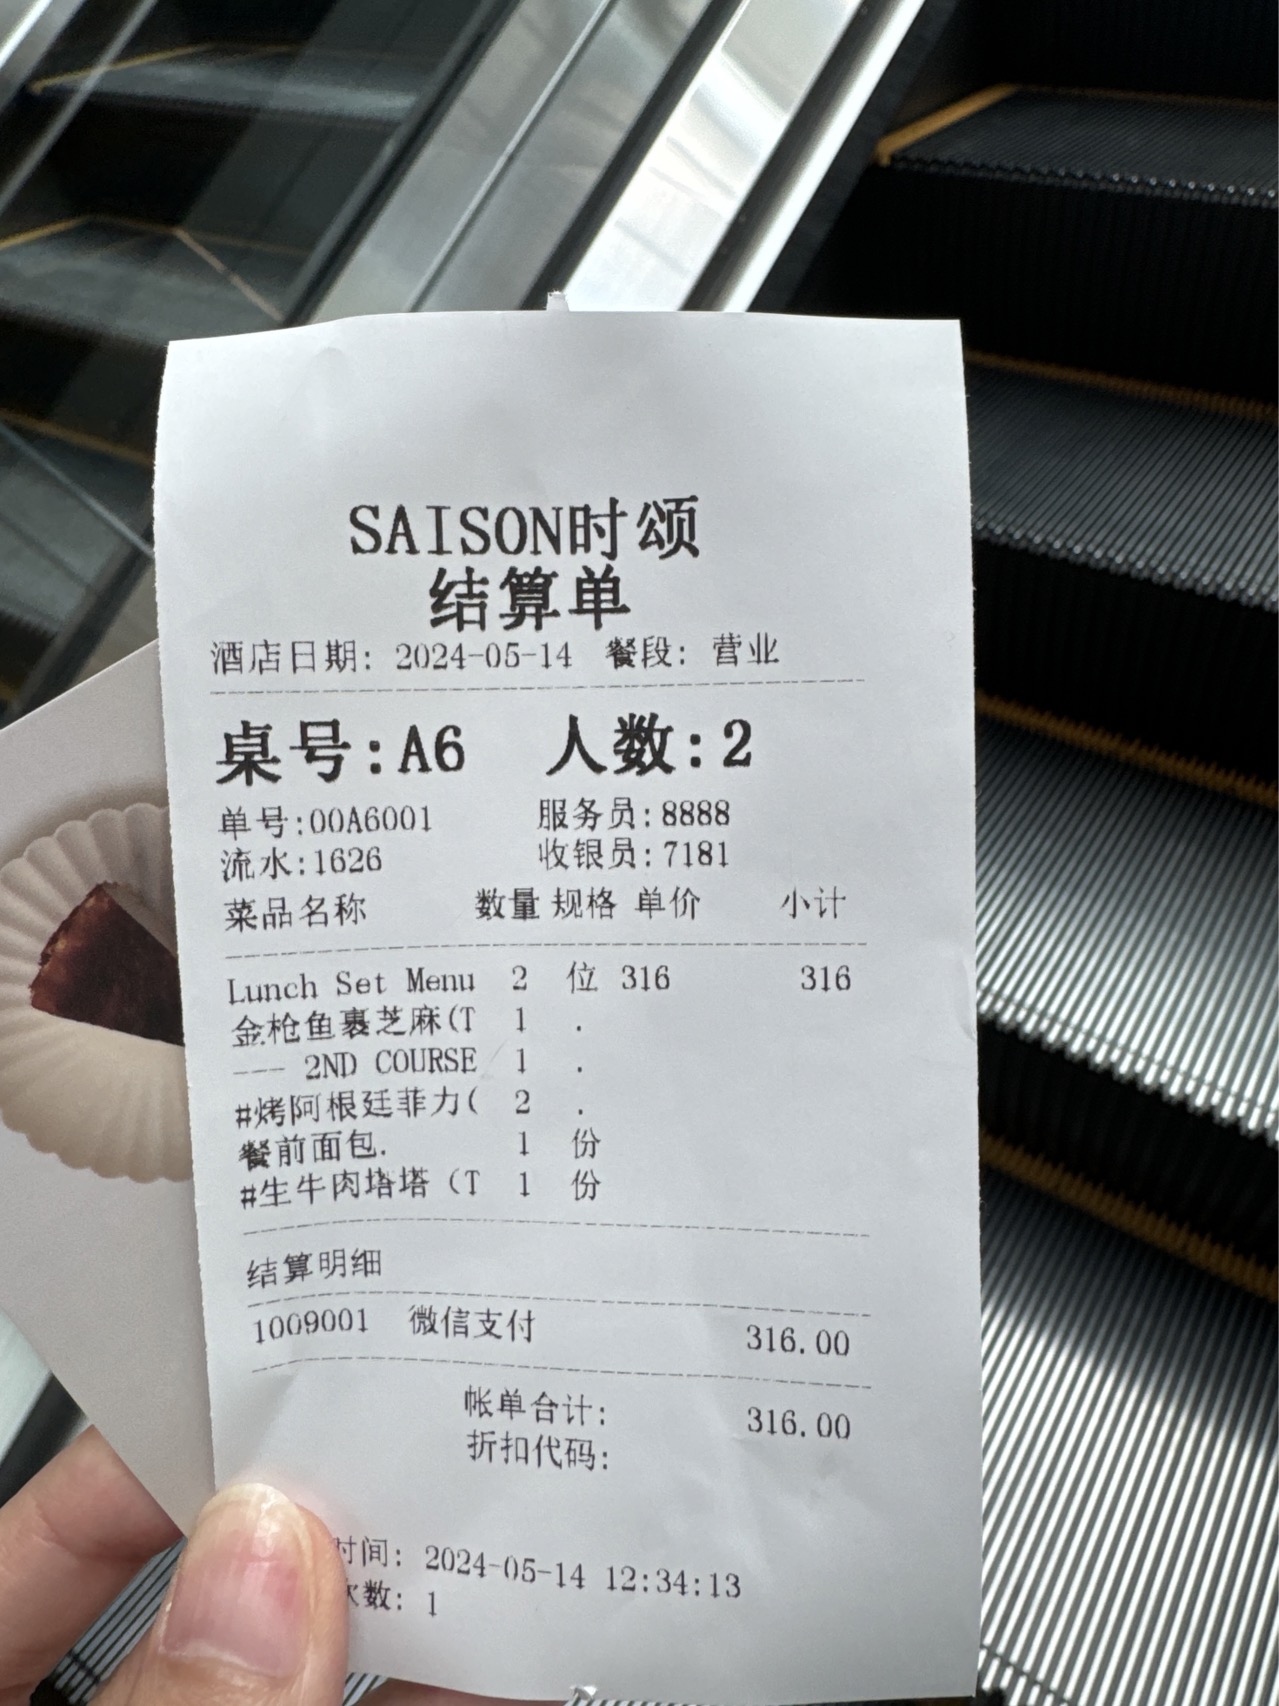 SAISON时颂
结算单
酒店日期: 2024-05-14 餐段: 营业
桌号:A6 人数:2
单号:00A6001 服务员:8888
流水:1626 收银员:7181
菜品名称 数量 规格 单价 小计
Lunch Set Menu 2 位 316 316
金枪鱼裹芝麻(T 1 .
--- 2ND COURSE 1 .
#烤阿根廷菲力( 2 .
餐前面包. 1 份
#生牛肉塔塔 (T 1 份
结算明细
1009001 微信支付 316.00
帐单合计: 316.00
折扣代码:
时间: 2024-05-14 12:34:13
次数: 1